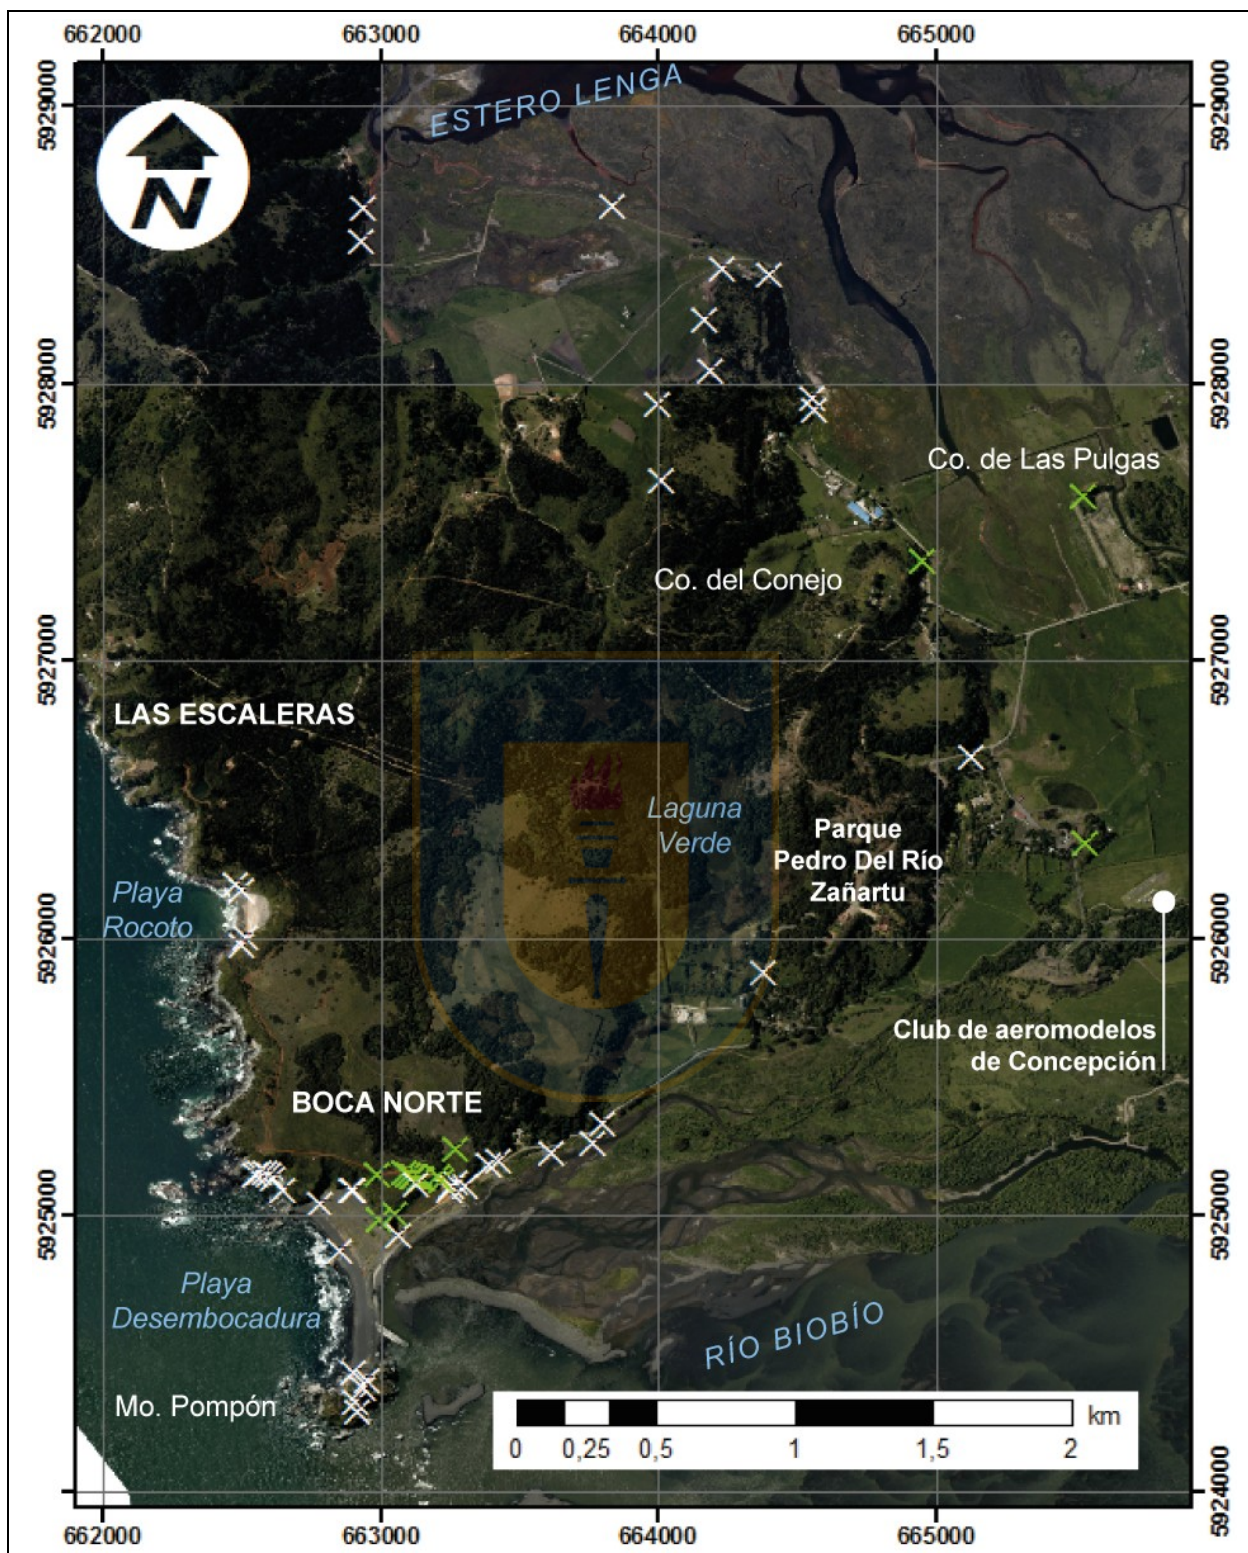 662000 663000 664000 665000
5929000 5929000
ESTERO LENGA
N
5928000 5928000
Co. de Las Pulgas
Co. del Conejo
5927000 5927000
LAS ESCALERAS
Laguna
Verde
Parque
Pedro Del Río
Zañartu
Playa
Rocoto
5926000 5926000
Club de aeromodelos
de Concepción
BOCA NORTE
5925000 5925000
Playa
Desembocadura
RÍO BIOBÍO
Mo. Pompón
km
0 0,25 0,5 1 1,5 2
5924000 5924000
662000 663000 664000 665000